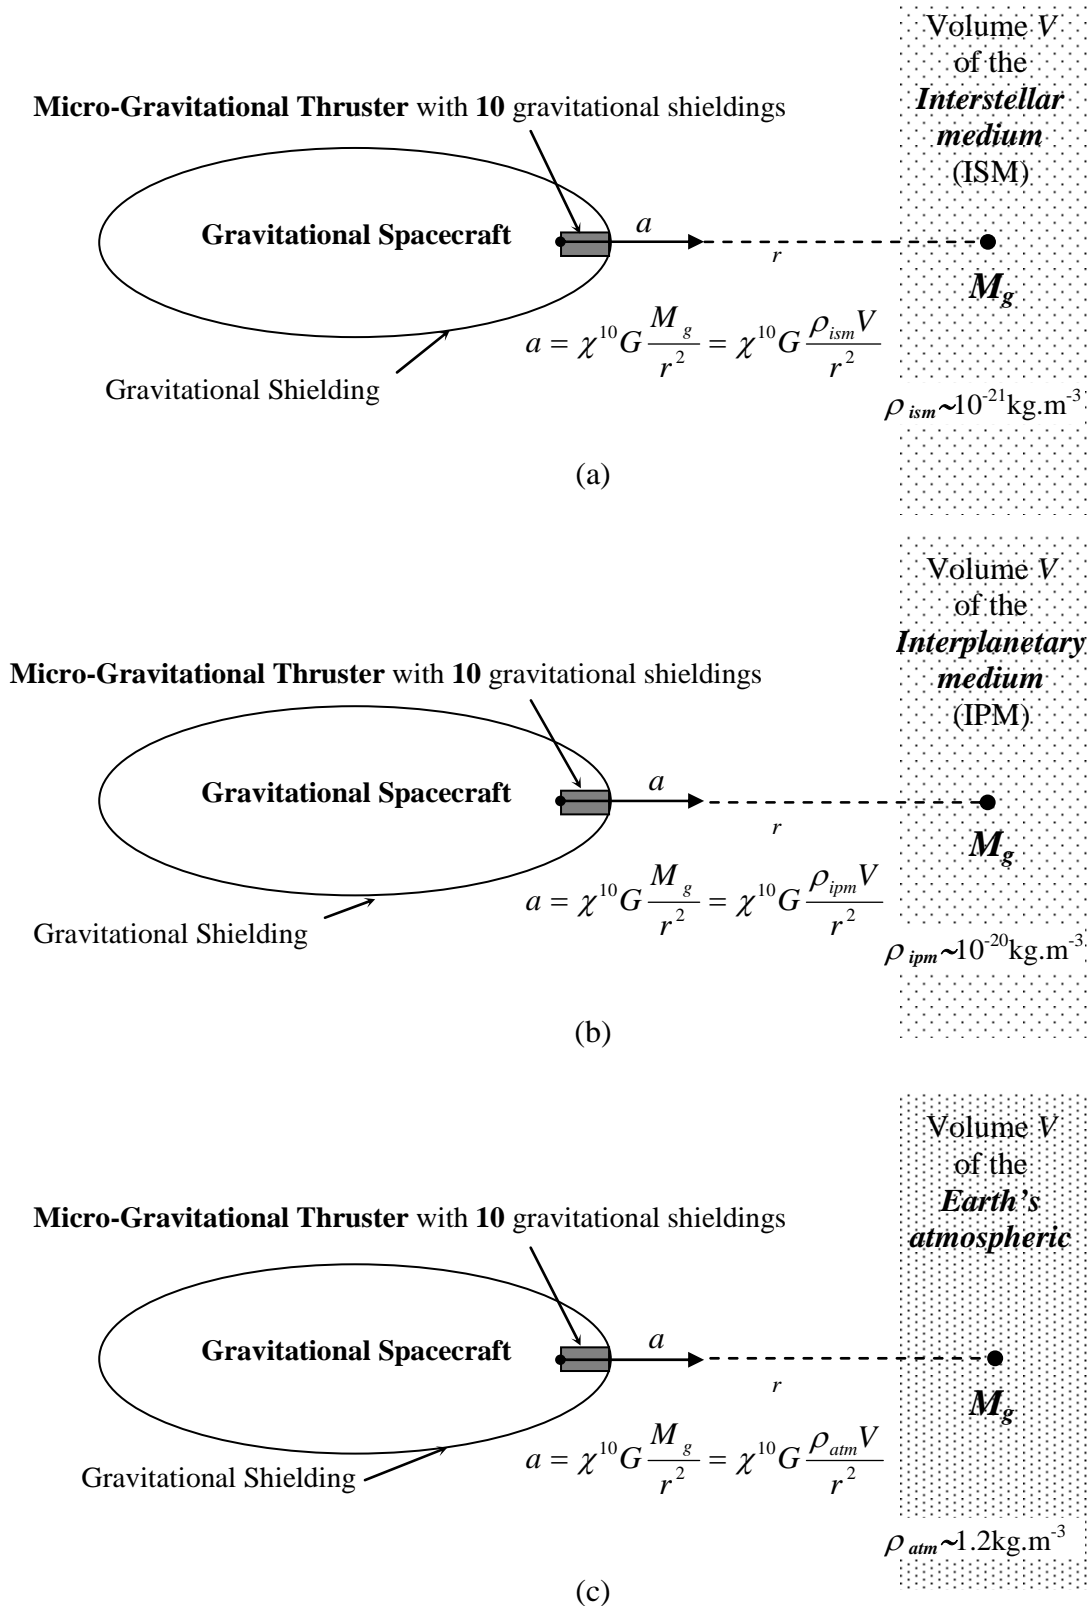 Volume V
of the
Interstellar
medium
(ISM)
Micro-Gravitational Thruster with 10 gravitational shieldings
Gravitational Spacecraft
a
r
M_g
a = χ^10 G M_g / r^2 = χ^10 G ρ_ism V / r^2
Gravitational Shielding
ρ_ism ~10^-21 kg.m^-3
(a)
Volume V
of the
Interplanetary
medium
(IPM)
Micro-Gravitational Thruster with 10 gravitational shieldings
Gravitational Spacecraft
a
r
M_g
a = χ^10 G M_g / r^2 = χ^10 G ρ_ipm V / r^2
Gravitational Shielding
ρ_ipm ~10^-20 kg.m^-3
(b)
Volume V
of the
Earth’s
atmospheric
Micro-Gravitational Thruster with 10 gravitational shieldings
Gravitational Spacecraft
a
r
M_g
a = χ^10 G M_g / r^2 = χ^10 G ρ_atm V / r^2
Gravitational Shielding
ρ_atm ~1.2kg.m^-3
(c)